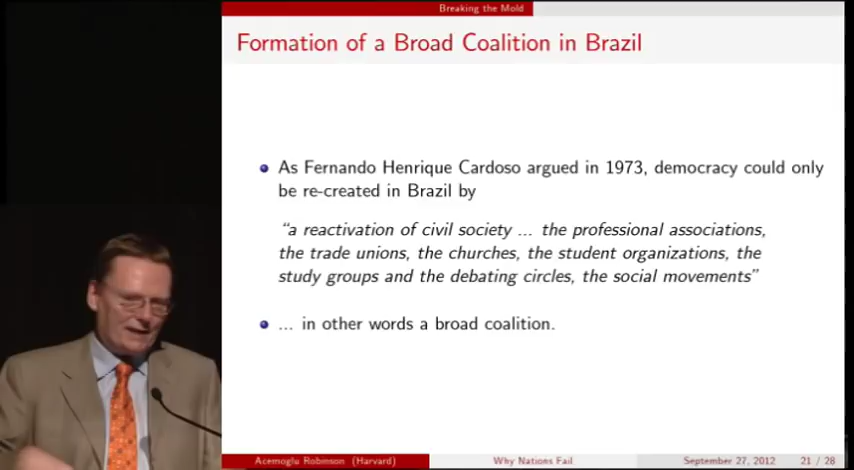 Breaking the Mold
Formation of a Broad Coalition in Brazil
As Fernando Henrique Cardoso argued in 1973, democracy could only
be re-created in Brazil by
“a reactivation of civil society ... the professional associations,
the trade unions, the churches, the student organizations, the
study groups and the debating circles, the social movements”
... in other words a broad coalition.
Acemoglu Robinson (Harvard) Why Nations Fail September 27, 2012 21 / 28